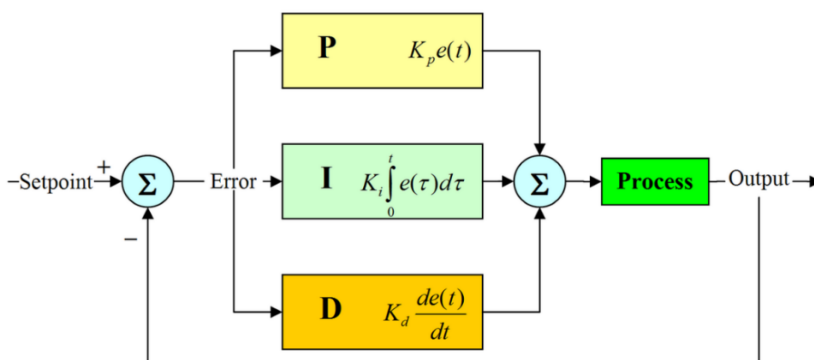 P K_p e(t)
–Setpoint + Σ – Error
I K_i ∫_0^t e(τ)dτ
Σ Process Output
D K_d de(t)/dt